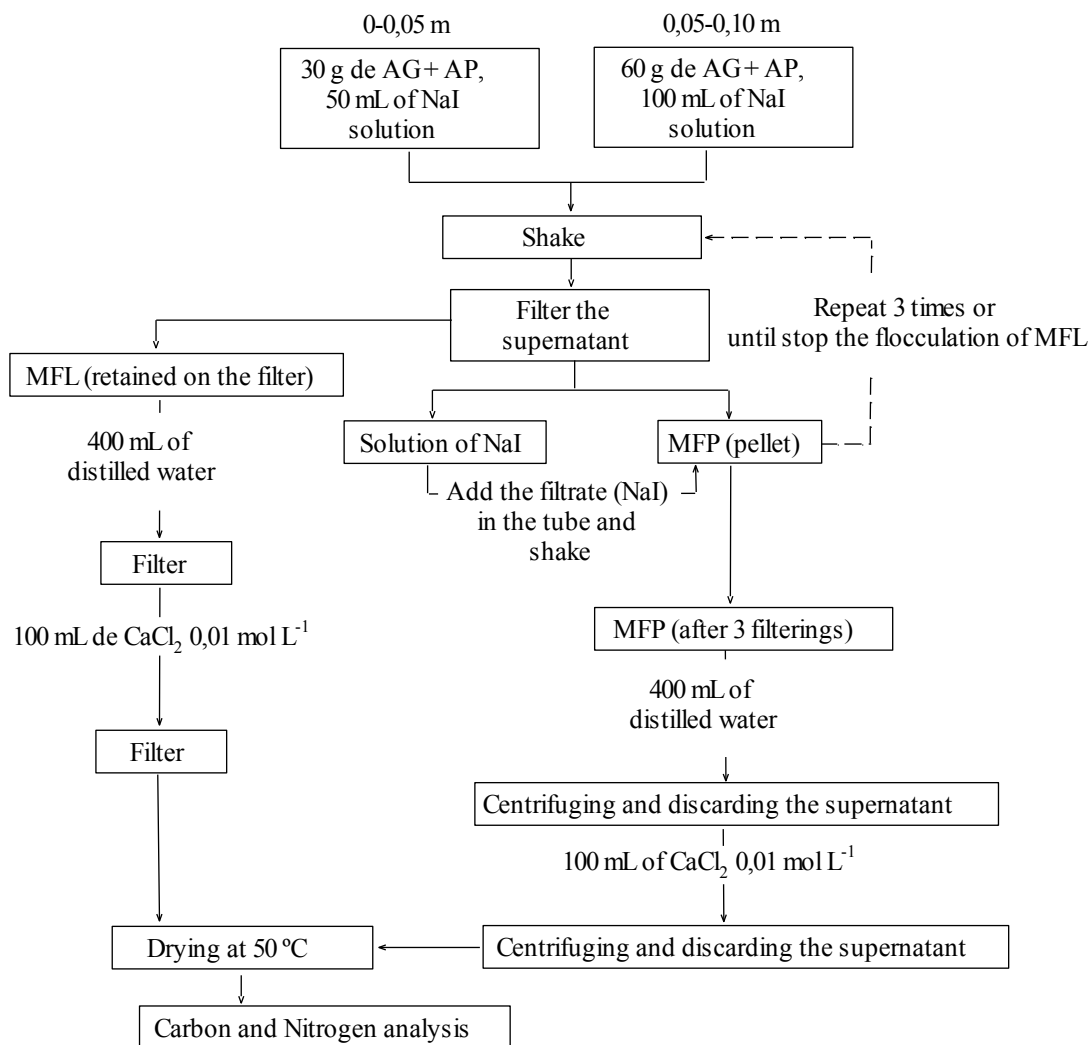 0-0,05 m
0,05-0,10 m
30 g de AG+ AP,
50 mL of NaI
solution
60 g de AG+ AP,
100 mL of NaI
solution
Shake
Filter the
supernatant
Repeat 3 times or
until stop the flocculation of MFL
MFL (retained on the filter)
400 mL of
distilled water
Solution of NaI
MFP (pellet)
Add the filtrate (NaI)
in the tube and
shake
Filter
100 mL de CaCl₂ 0,01 mol L⁻¹
MFP (after 3 filterings)
400 mL of
distilled water
Filter
Centrifuging and discarding the supernatant
100 mL of CaCl₂ 0,01 mol L⁻¹
Drying at 50 ºC
Centrifuging and discarding the supernatant
Carbon and Nitrogen analysis